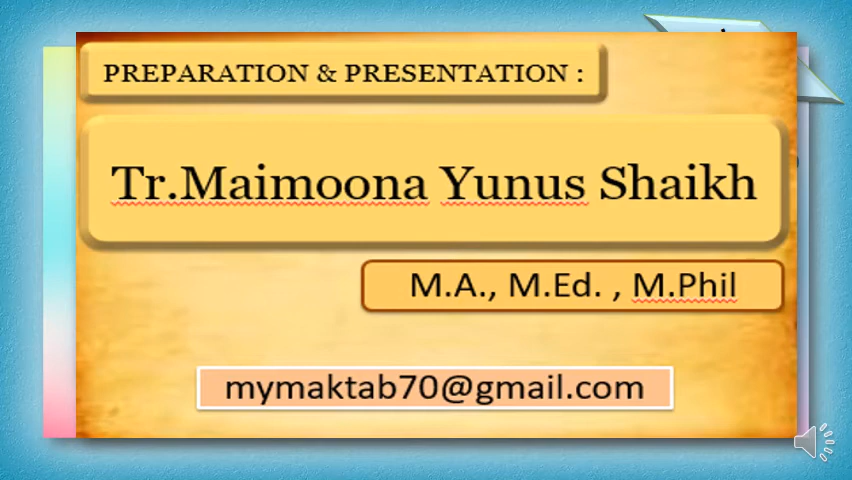 PREPARATION & PRESENTATION :
Tr.Maimoona Yunus Shaikh
M.A., M.Ed. , M.Phil
mymaktab70@gmail.com